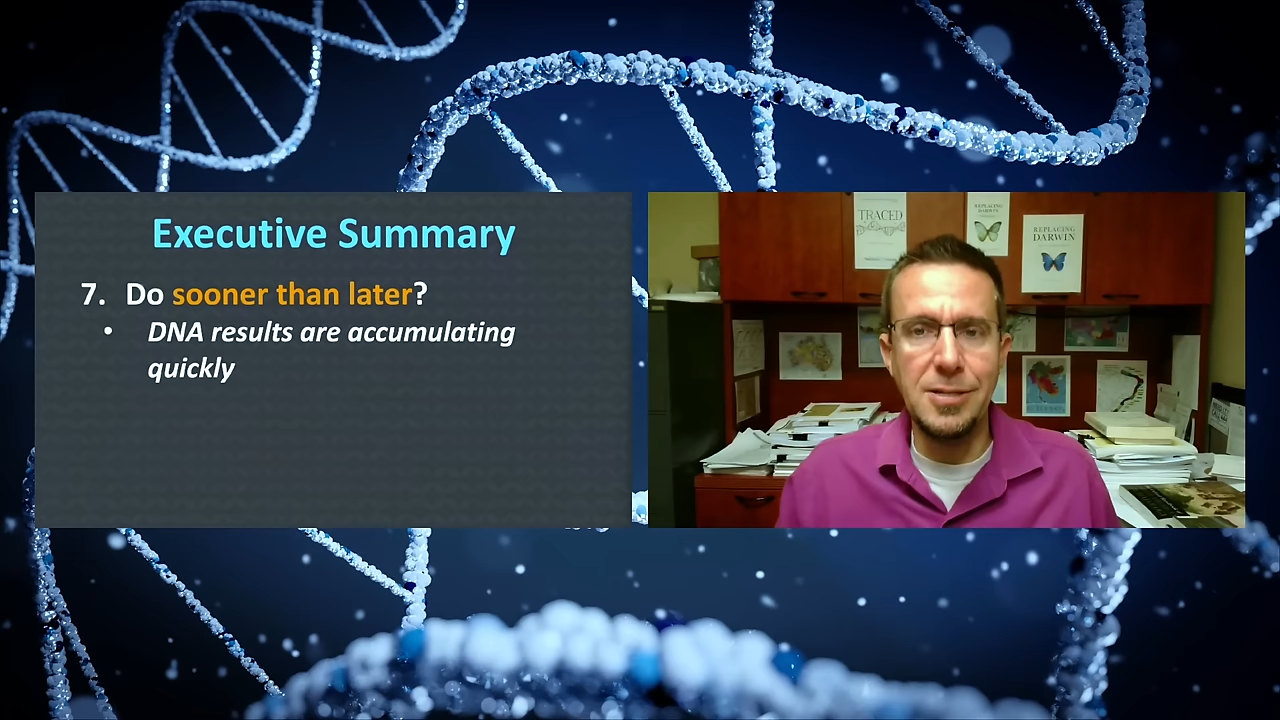 Executive Summary
7. Do sooner than later?
• DNA results are accumulating
quickly
TRACED
REPLACING
DARWIN
REPLACING
DARWIN